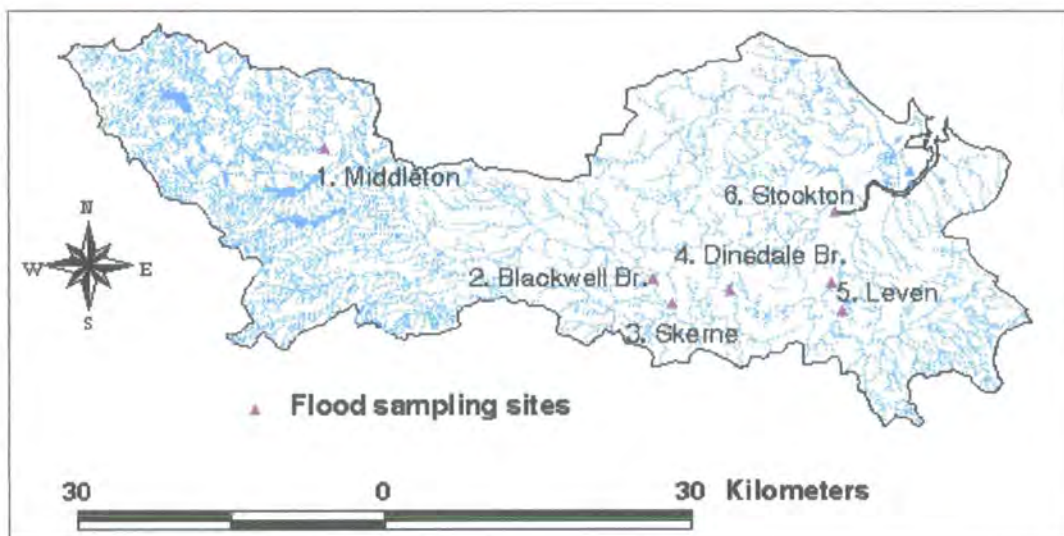 1. Middleton
6. Stockton
N
W E
S
4. Dinsdale Br.
2. Blackwell Br.
5. Leven
3. Skerne
Flood sampling sites
30 0 30 Kilometers